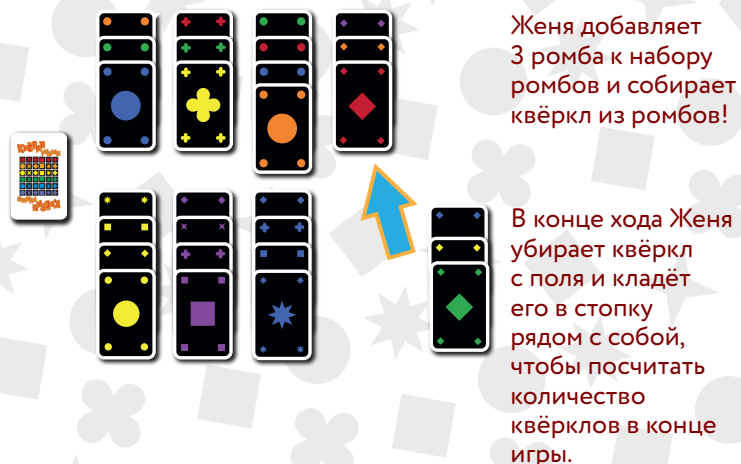 Женя добавляет
3 ромба к набору
ромбов и собирает
квёркл из ромбов!
В конце хода Женя
убирает квёркл
с поля и кладёт
его в стопку
рядом с собой,
чтобы посчитать
количество
квёрклов в конце
игры.